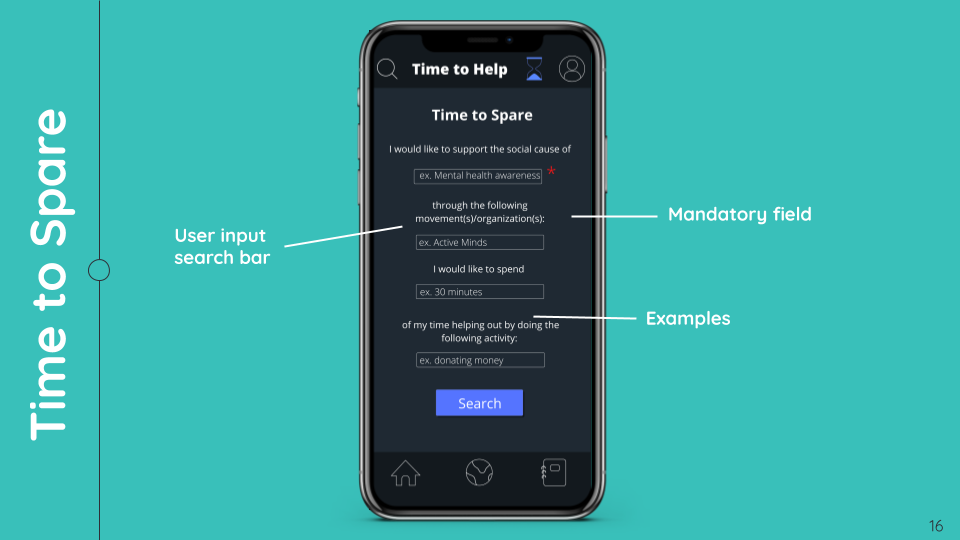 Time to Spare
Time to Help
Time to Spare
I would like to support the social cause of
ex. Mental health awareness *
through the following
movement(s)/organization(s):
ex. Active Minds
I would like to spend
ex. 30 minutes
of my time helping out by doing the
following activity:
ex. donating money
Search
User input
search bar
Mandatory field
Examples
16